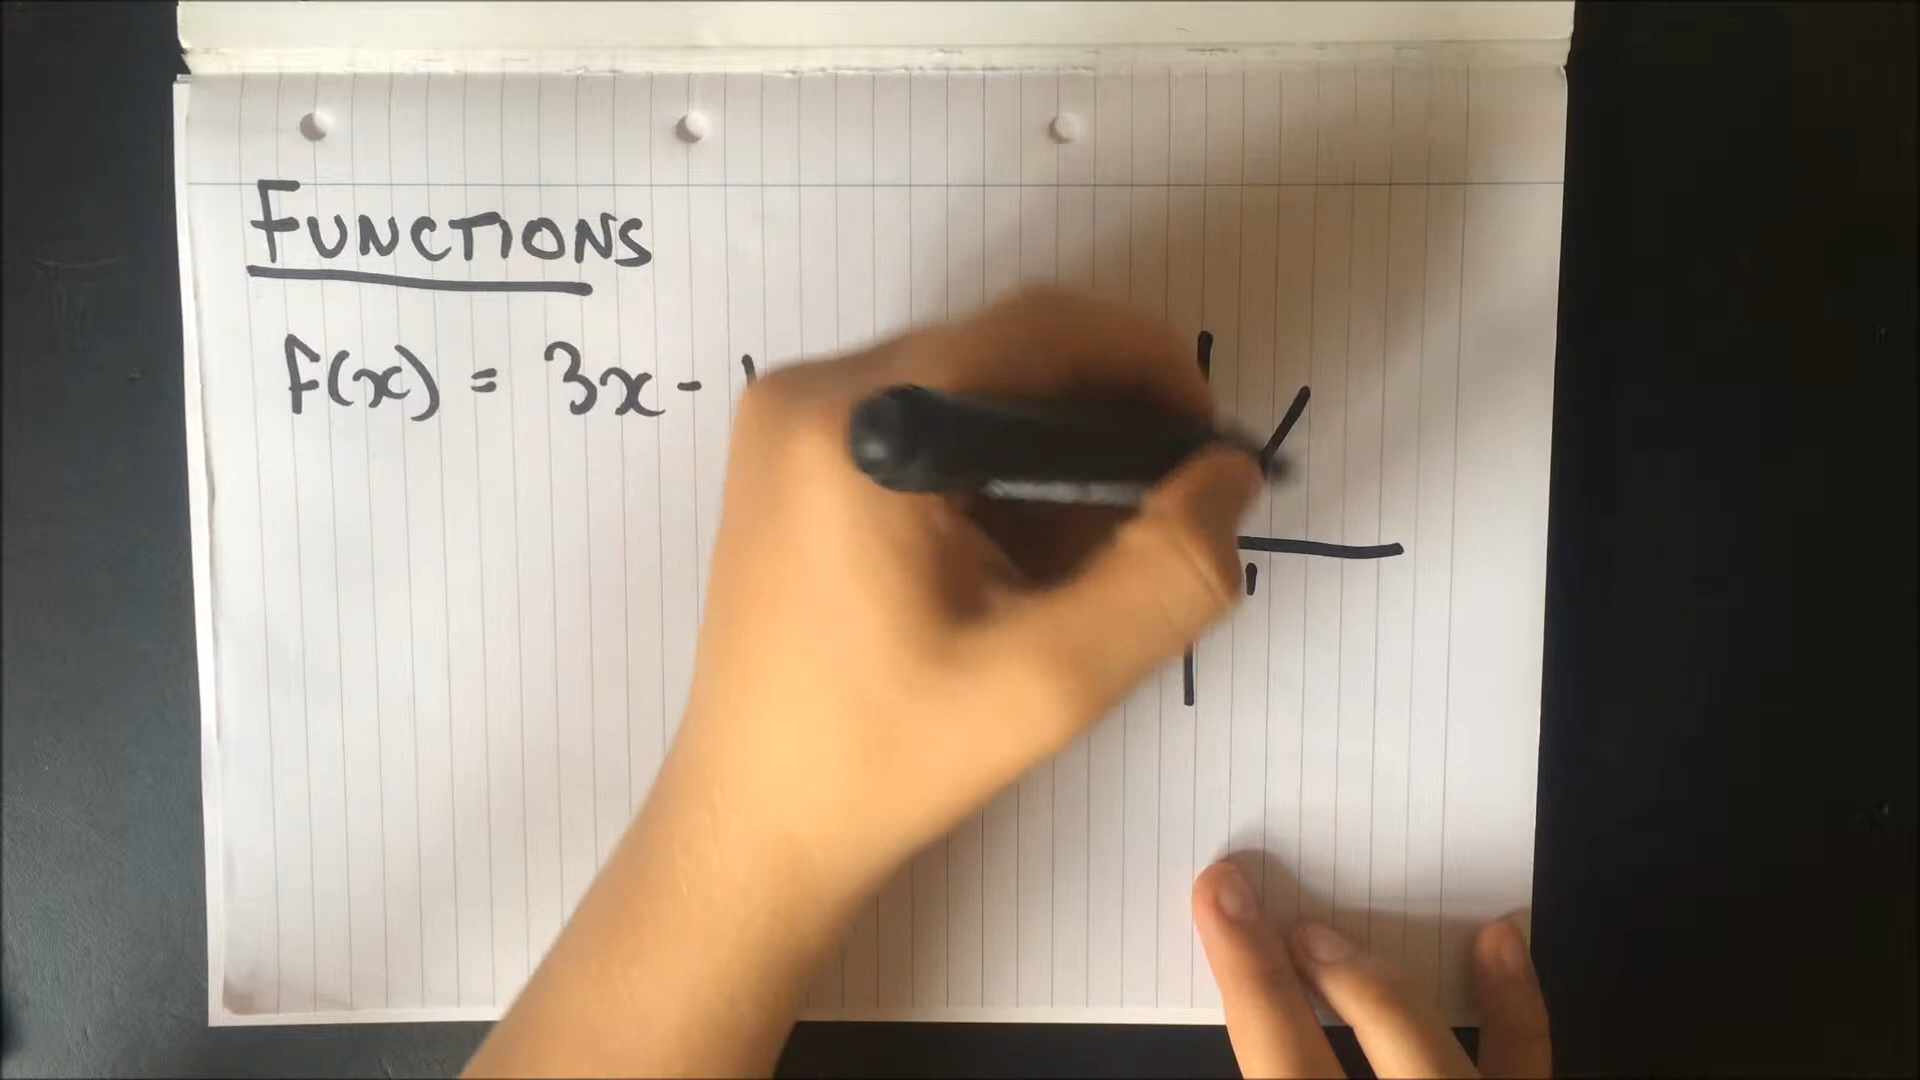 FUNCTIONS
F(x) = 3x -